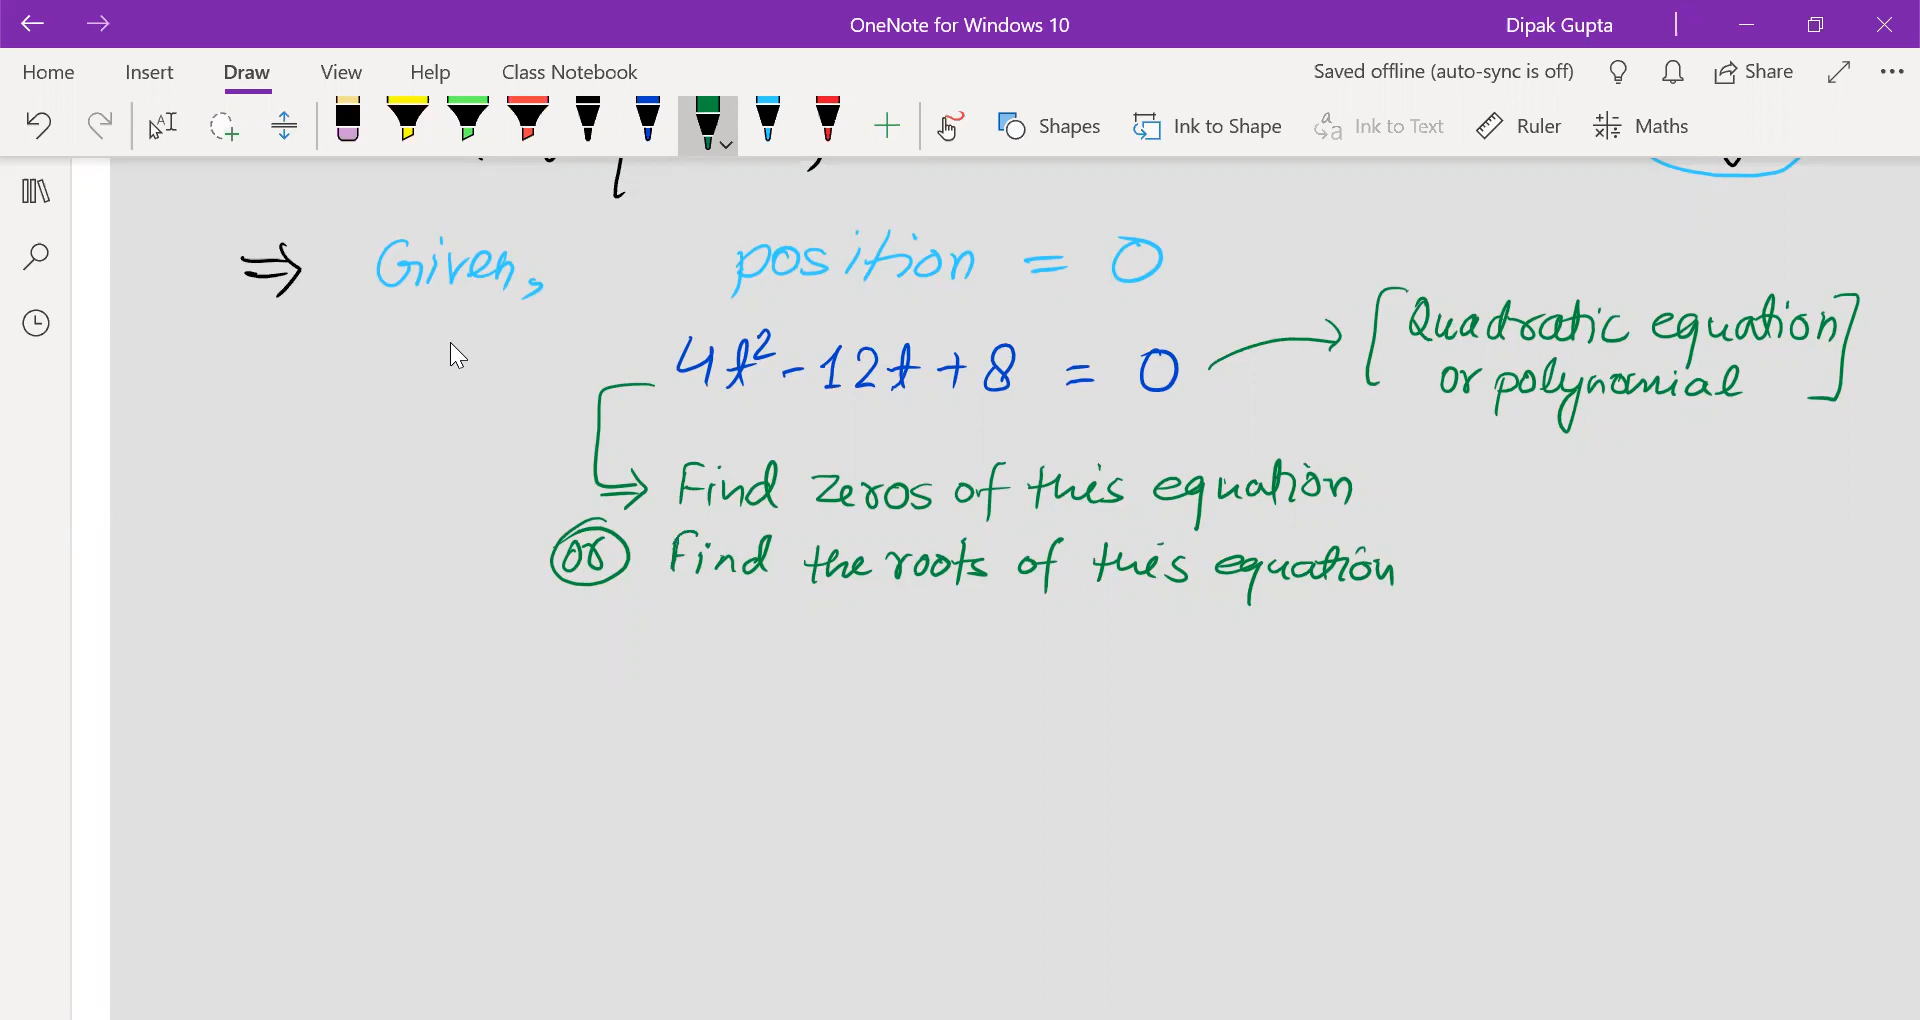 OneNote for Windows 10
Dipak Gupta
Home Insert Draw View Help Class Notebook
Saved offline (auto-sync is off) Share
Shapes Ink to Shape Ink to Text Ruler Maths
⇒ Given, position = 0
4t² - 12t + 8 = 0
[Quadratic equation
or polynomial]
Find zeros of this equation
or Find the roots of this equation